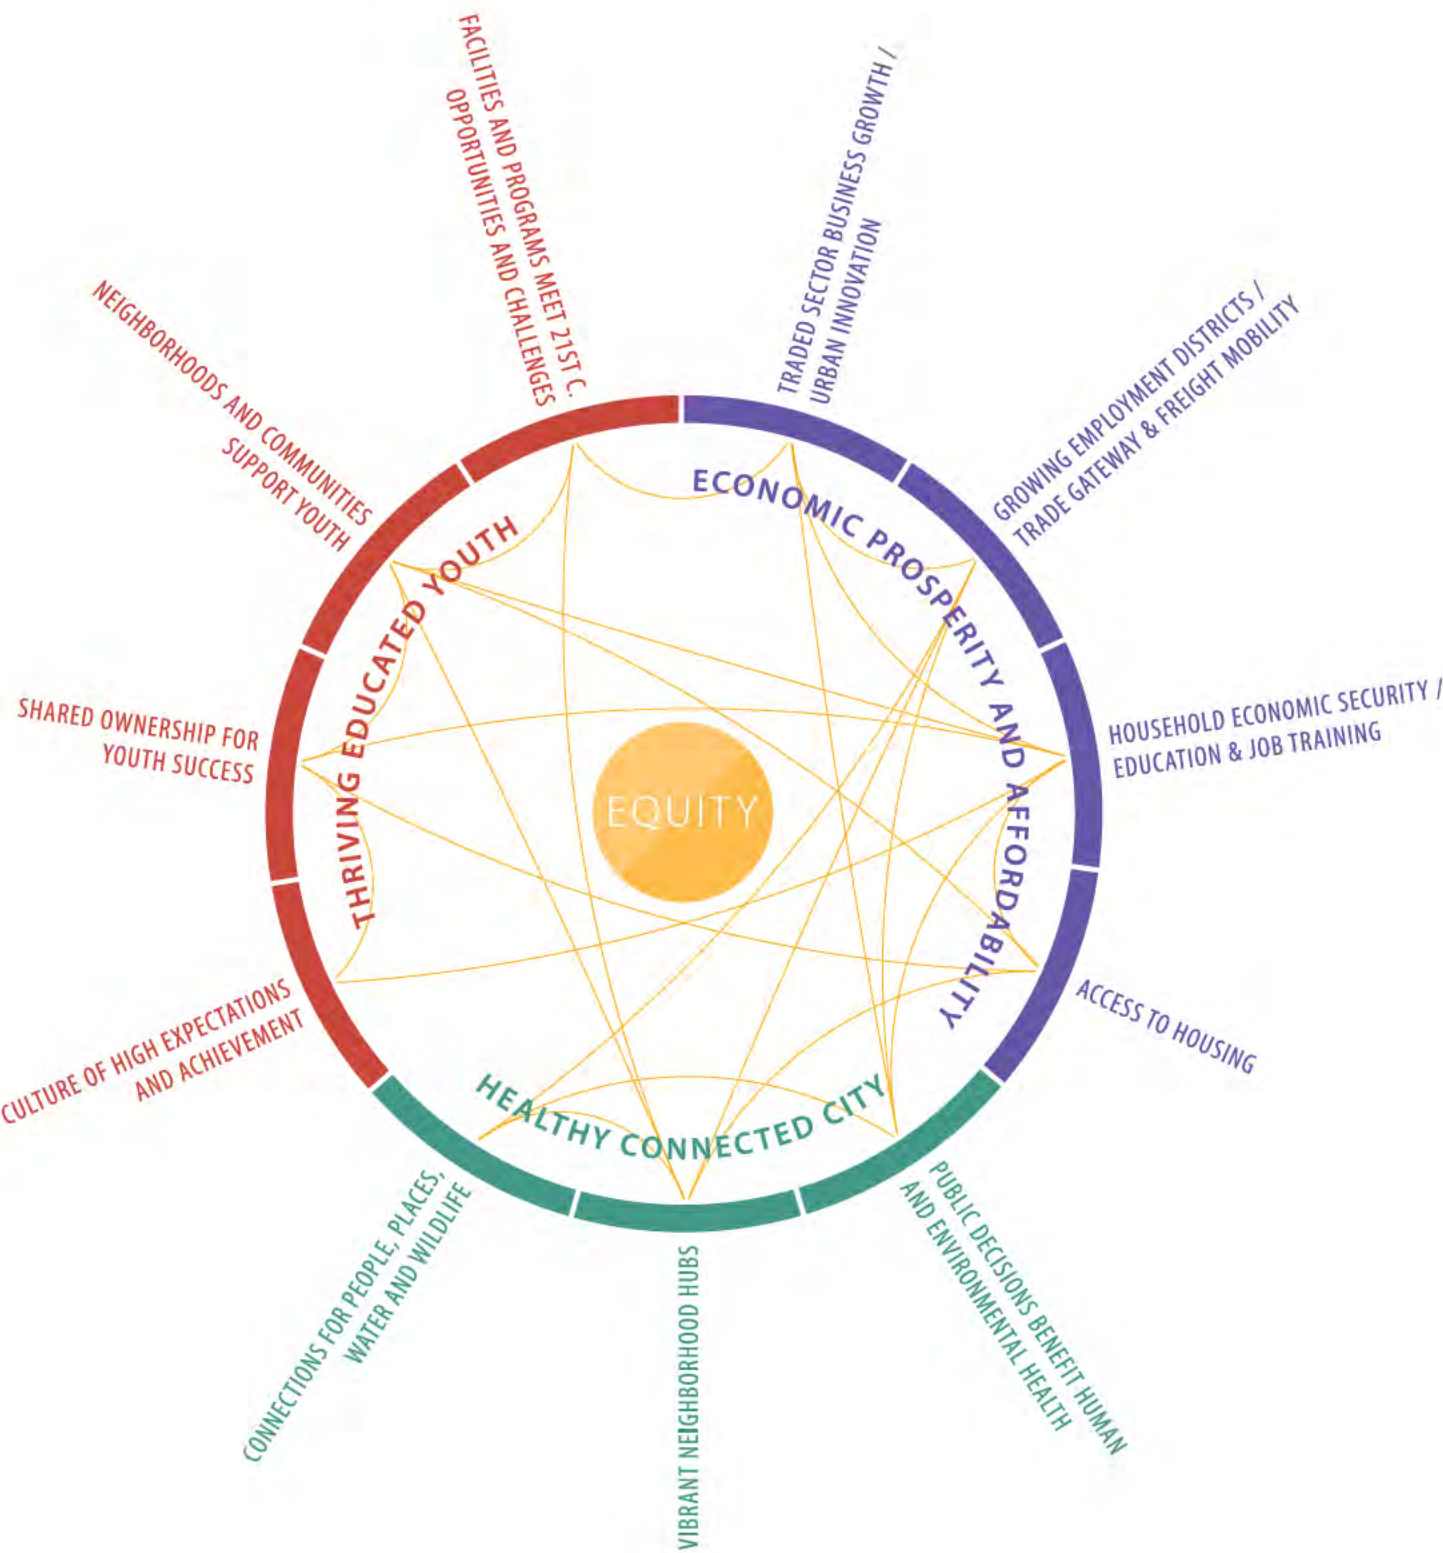 FACILITIES AND PROGRAMS MEET 21ST C.
OPPORTUNITIES AND CHALLENGES
TRADED SECTOR BUSINESS GROWTH /
URBAN INNOVATION
GROWING EMPLOYMENT DISTRICTS /
TRADE GATEWAY & FREIGHT MOBILITY
HOUSEHOLD ECONOMIC SECURITY /
EDUCATION & JOB TRAINING
ACCESS TO HOUSING
PUBLIC DECISIONS BENEFIT HUMAN
AND ENVIRONMENTAL HEALTH
VIBRANT NEIGHBORHOOD HUBS
CONNECTIONS FOR PEOPLE, PLACES,
WATER AND WILDLIFE
CULTURE OF HIGH EXPECTATIONS
AND ACHIEVEMENT
SHARED OWNERSHIP FOR
YOUTH SUCCESS
NEIGHBORHOODS AND COMMUNITIES
SUPPORT YOUTH
THRIVING EDUCATED YOUTH
ECONOMIC PROSPERITY AND AFFORDABILITY
HEALTHY CONNECTED CITY
EQUITY